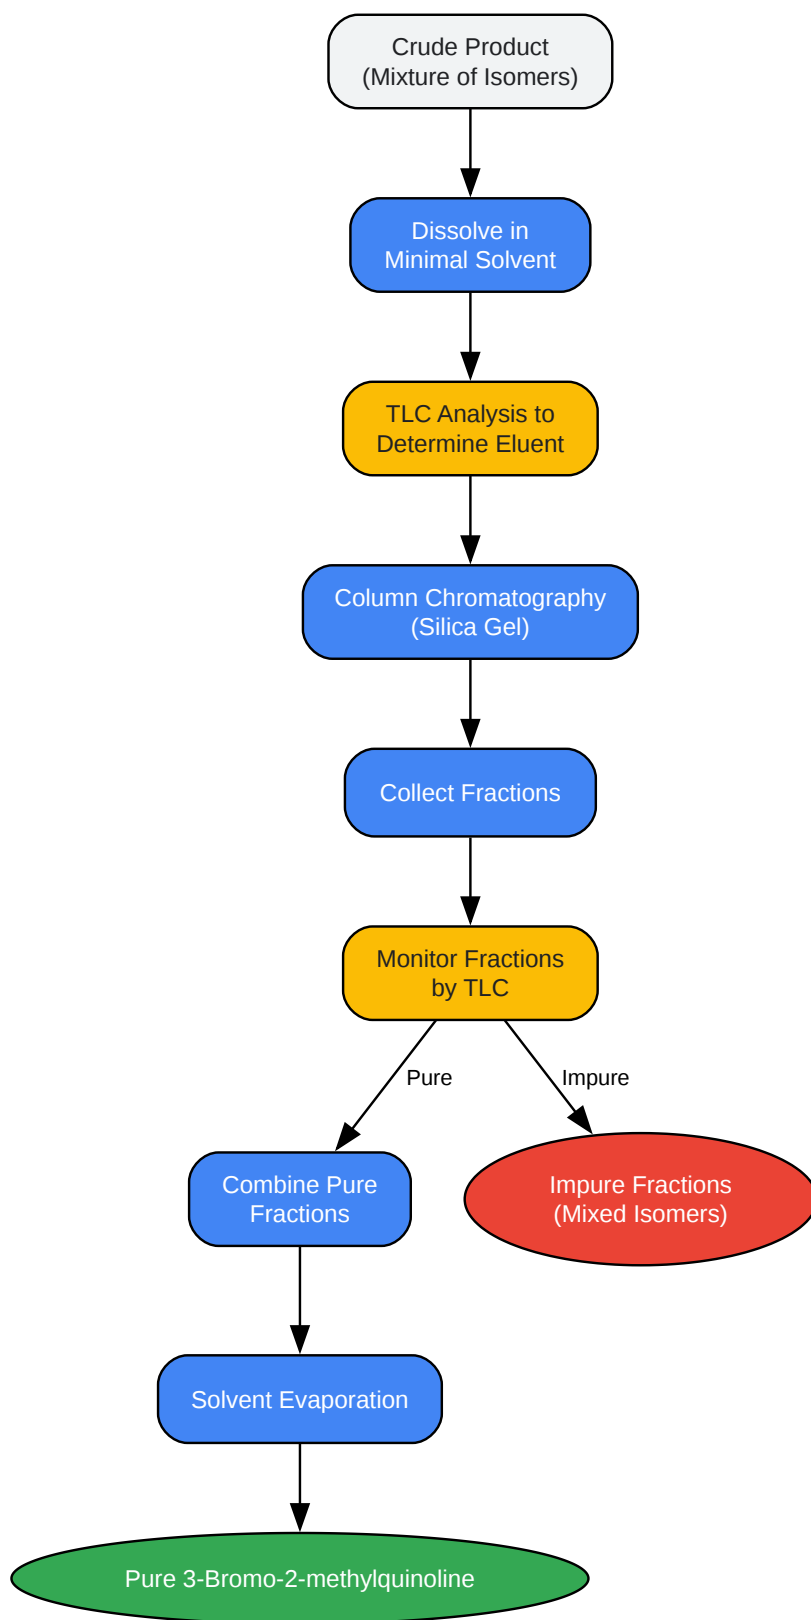 Crude Product
(Mixture of Isomers)
Dissolve in
Minimal Solvent
TLC Analysis to
Determine Eluent
Column Chromatography
(Silica Gel)
Collect Fractions
Monitor Fractions
by TLC
Pure
Impure
Combine Pure
Fractions
Impure Fractions
(Mixed Isomers)
Solvent Evaporation
Pure 3-Bromo-2-methylquinoline